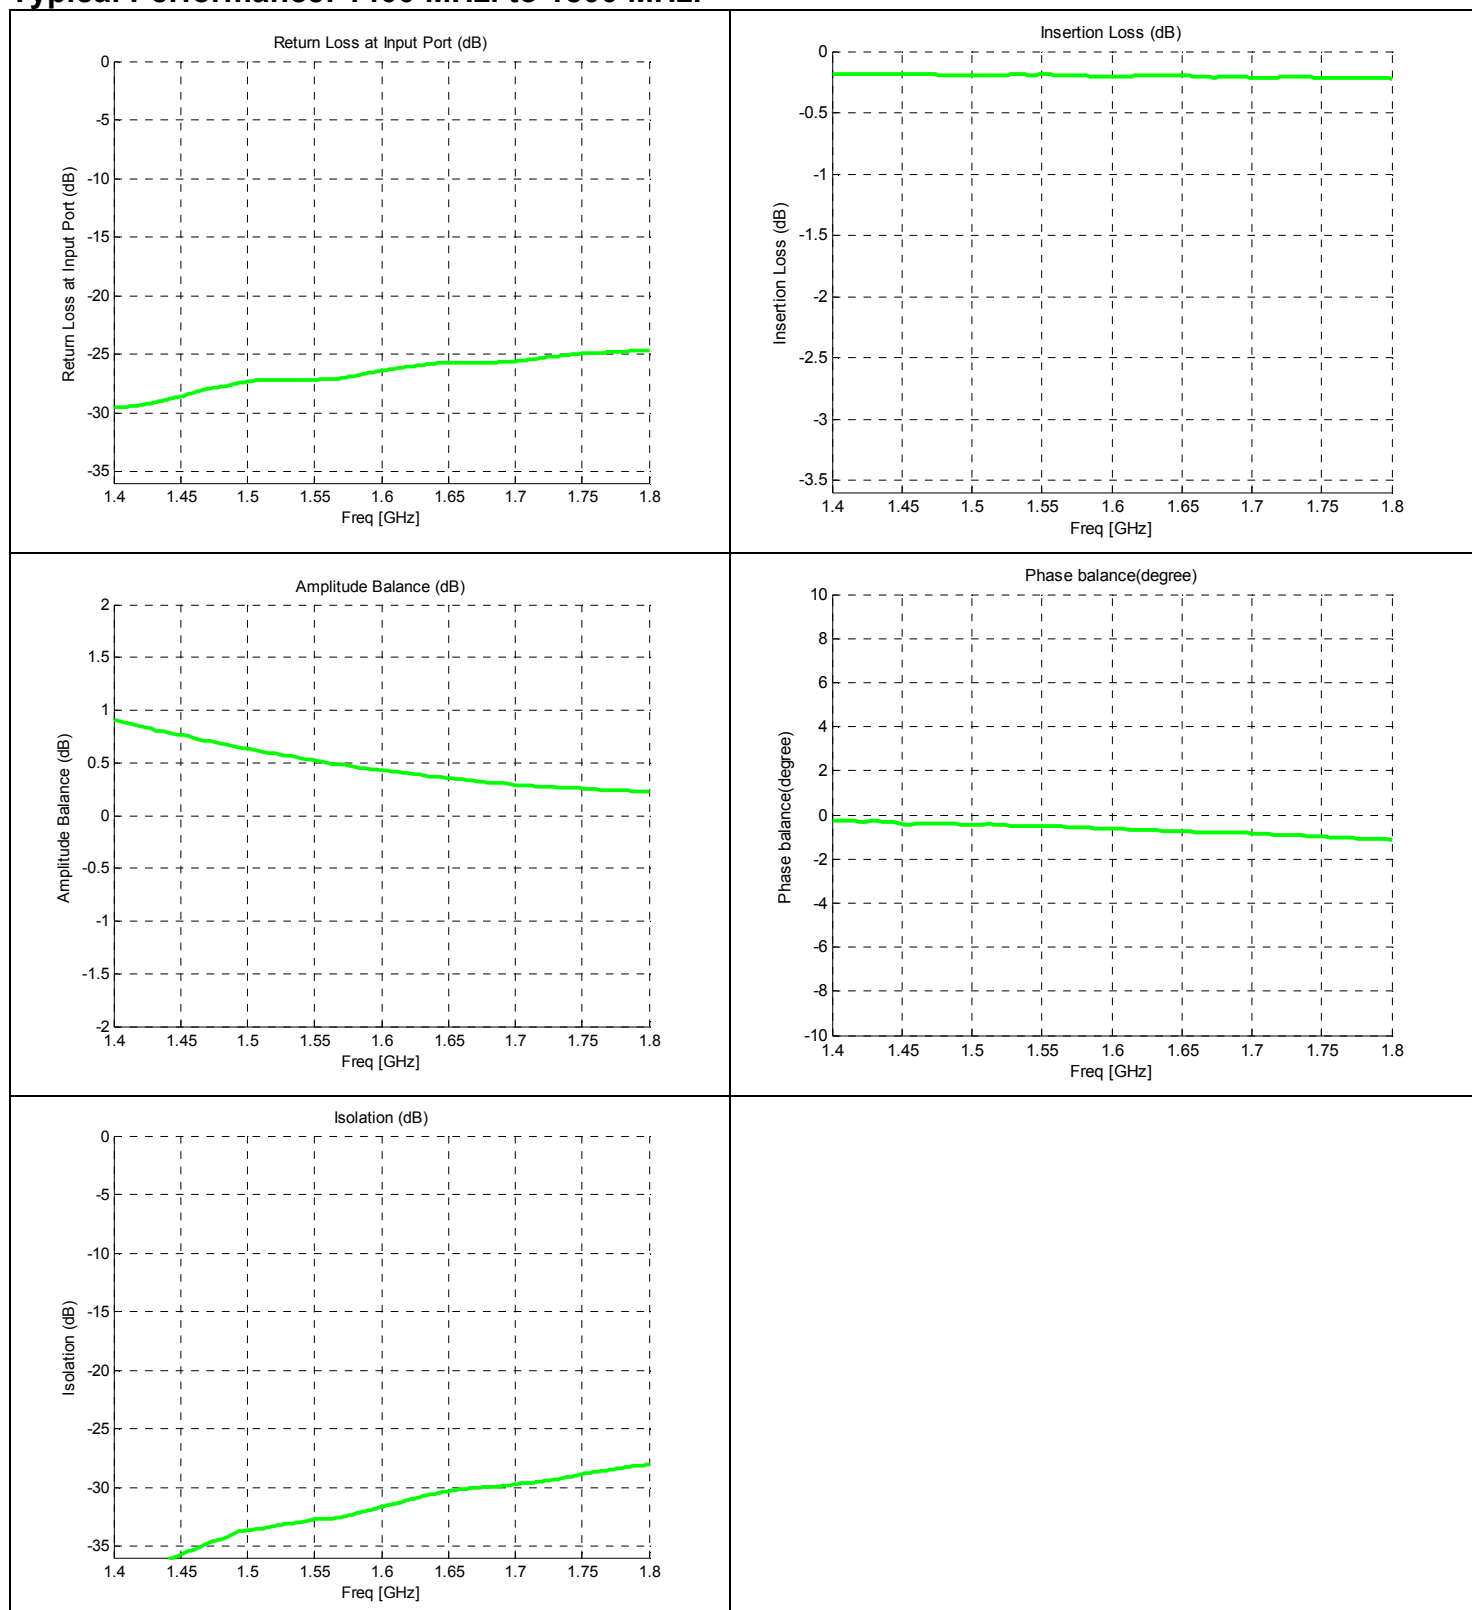 Typical Performance: 1400 MHz. to 1800 MHz.
Return Loss at Input Port (dB)
Return Loss at Input Port (dB)
0
-5
-10
-15
-20
-25
-30
-35
1.4 1.45 1.5 1.55 1.6 1.65 1.7 1.75 1.8
Freq [GHz]
Insertion Loss (dB)
Insertion Loss (dB)
0
-0.5
-1
-1.5
-2
-2.5
-3
-3.5
1.4 1.45 1.5 1.55 1.6 1.65 1.7 1.75 1.8
Freq [GHz]
Amplitude Balance (dB)
Amplitude Balance (dB)
2
1.5
1
0.5
0
-0.5
-1
-1.5
-2
1.4 1.45 1.5 1.55 1.6 1.65 1.7 1.75 1.8
Freq [GHz]
Phase balance(degree)
Phase balance(degree)
10
8
6
4
2
0
-2
-4
-6
-8
-10
1.4 1.45 1.5 1.55 1.6 1.65 1.7 1.75 1.8
Freq [GHz]
Isolation (dB)
Isolation (dB)
0
-5
-10
-15
-20
-25
-30
-35
1.4 1.45 1.5 1.55 1.6 1.65 1.7 1.75 1.8
Freq [GHz]